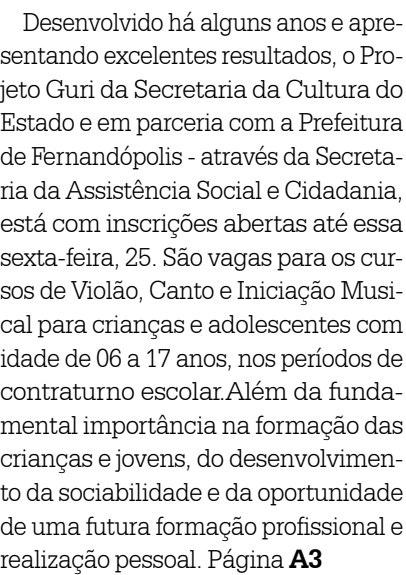 Desenvolvido há alguns anos e apre-
sentando excelentes resultados, o Pro-
jeto Guri da Secretaria da Cultura do
Estado e em parceria com a Prefeitura
de Fernandópolis - através da Secreta-
ria da Assistência Social e Cidadania,
está com inscrições abertas até essa
sexta-feira, 25. São vagas para os cur-
sos de Violão, Canto e Iniciação Musi-
cal para crianças e adolescentes com
idade de 06 a 17 anos, nos períodos de
contraturno escolar.Além da funda-
mental importância na formação das
crianças e jovens, do desenvolvimen-
to da sociabilidade e da oportunidade
de uma futura formação profissional e
realização pessoal. Página A3